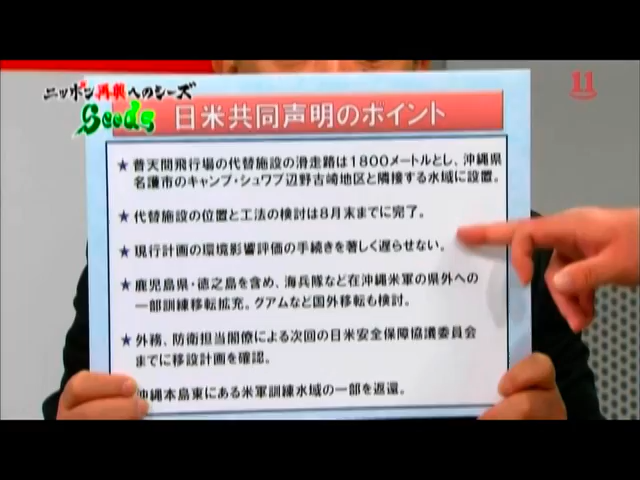 ニッポン再興へのシーズ
Seeds
11
日米共同声明のポイント
★普天間飛行場の代替施設の滑走路は1800メートルとし、沖縄県
名護市のキャンプ・シュワブ辺野古崎地区と隣接する水域に設置。
★代替施設の位置と工法の検討は8月末までに完了。
★現行計画の環境影響評価の手続きを著しく遅らせない。
★鹿児島県・徳之島を含め、海兵隊など在沖縄米軍の県外への
一部訓練移転拡充。グアムなど国外移転も検討。
★外務、防衛担当閣僚による次回の日米安全保障協議委員会
までに移設計画を確認。
沖縄本島東にある米軍訓練水域の一部を返還。